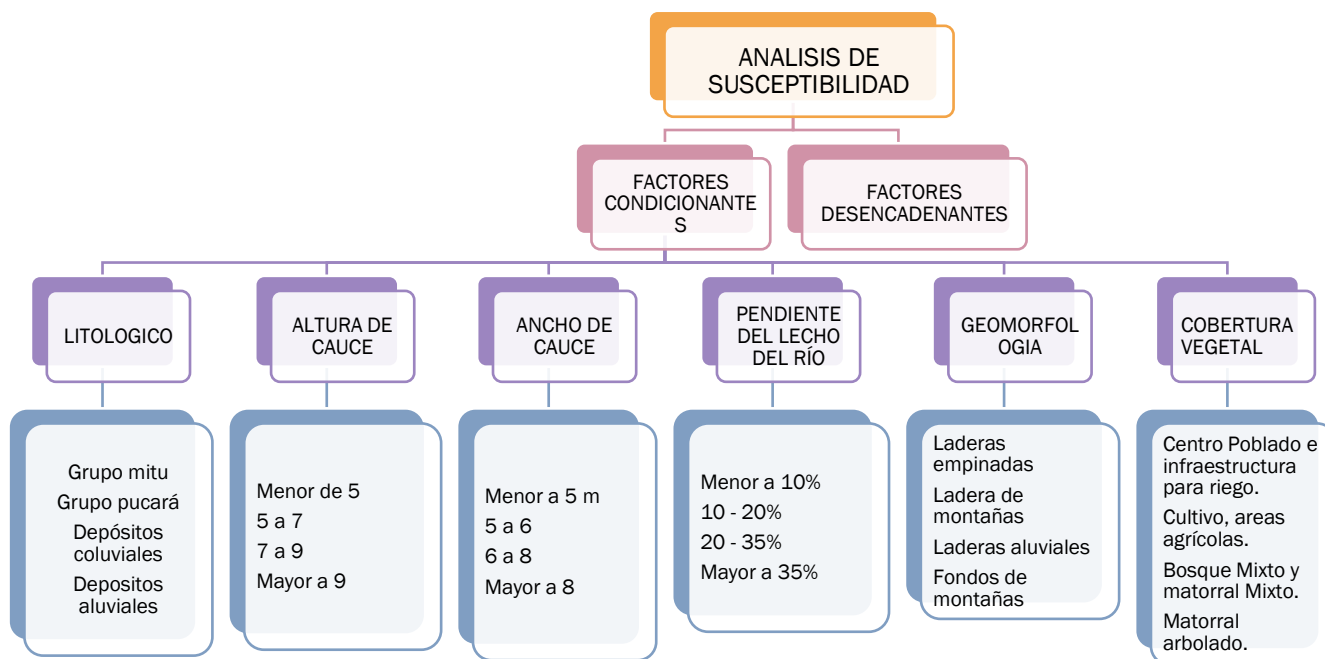 ANALISIS DE
SUSCEPTIBILIDAD
FACTORES
CONDICIONANTE
S
FACTORES
DESENCADENANTES
LITOLOGICO
ALTURA DE
CAUCE
ANCHO DE
CAUCE
PENDIENTE
DEL LECHO
DEL RÍO
GEOMORFOL
OGIA
COBERTURA
VEGETAL
Grupo mitu
Grupo pucará
Depósitos
coluviales
Depositos
aluviales
Menor de 5
5 a 7
7 a 9
Mayor a 9
Menor a 5 m
5 a 6
6 a 8
Mayor a 8
Menor a 10%
10 - 20%
20 - 35%
Mayor a 35%
Laderas
empinadas
Ladera de
montañas
Laderas aluviales
Fondos de
montañas
Centro Poblado e
infraestructura
para riego.
Cultivo, areas
agrícolas.
Bosque Mixto y
matorral Mixto.
Matorral
arbolado.